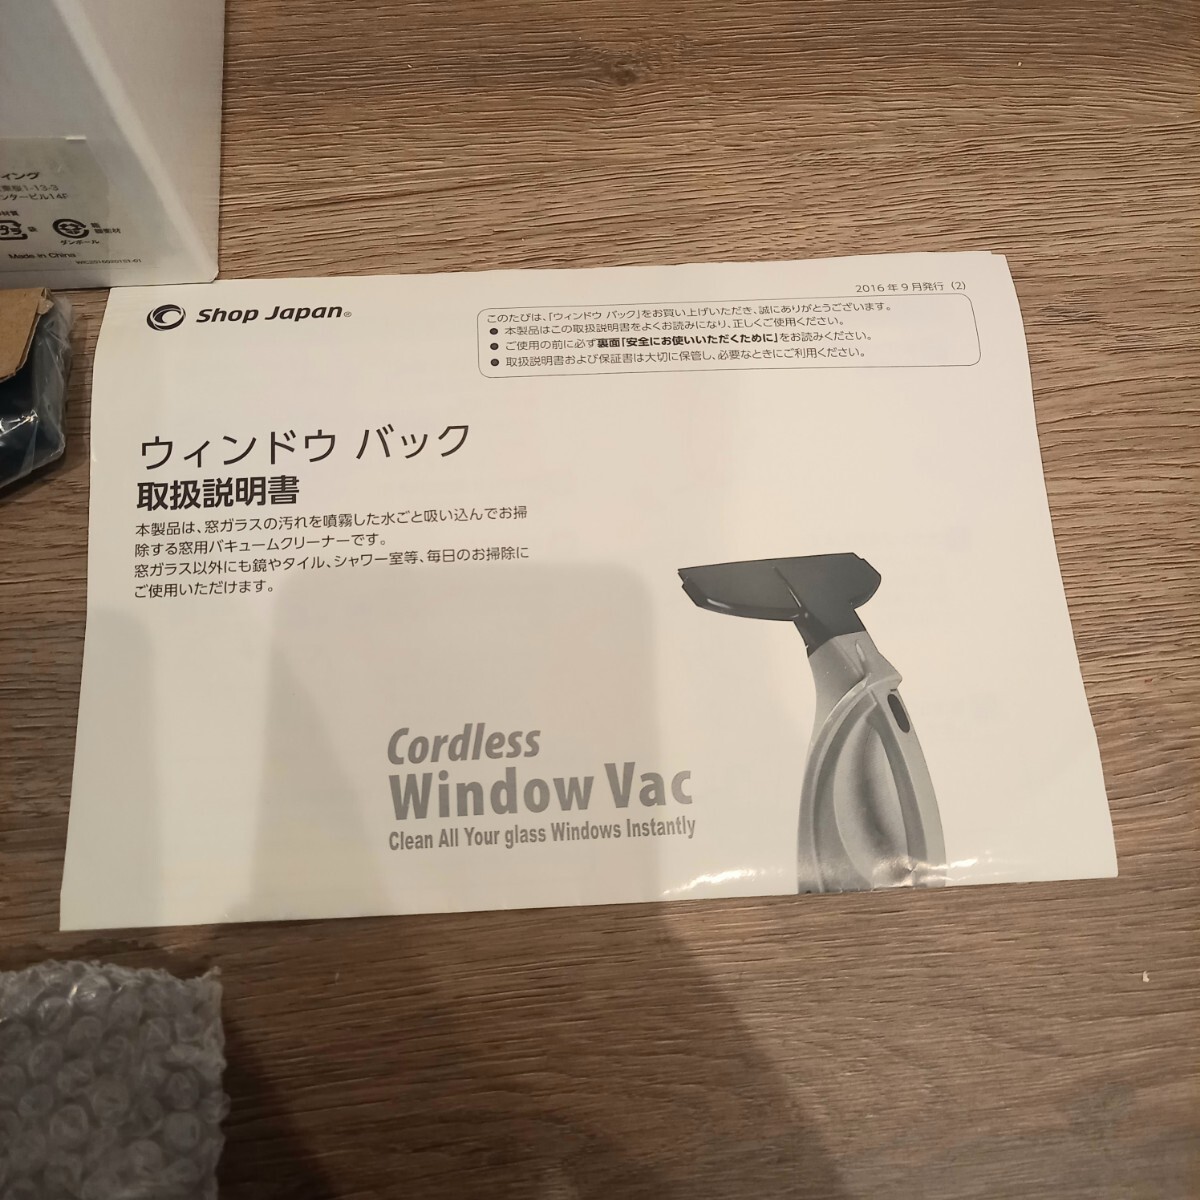 ィング
1-13-3
ンタービル14F
ダンボール
Made in China
Shop Japan®
2016年9月発行（2）
このたびは、「ウィンドウ バック」をお買い上げいただき、誠にありがとうございます。
● 本製品はこの取扱説明書をよくお読みになり、正しくご使用ください。
● ご使用の前に必ず裏面「安全にお使いいただくために」をお読みください。
● 取扱説明書および保証書は大切に保管し、必要なときにご利用ください。
ウィンドウ バック
取扱説明書
本製品は、窓ガラスの汚れを噴霧した水ごと吸い込んでお掃
除する窓用バキュームクリーナーです。
窓ガラス以外にも鏡やタイル、シャワー室等、毎日のお掃除に
ご使用いただけます。
Cordless
Window Vac
Clean All Your glass Windows Instantly